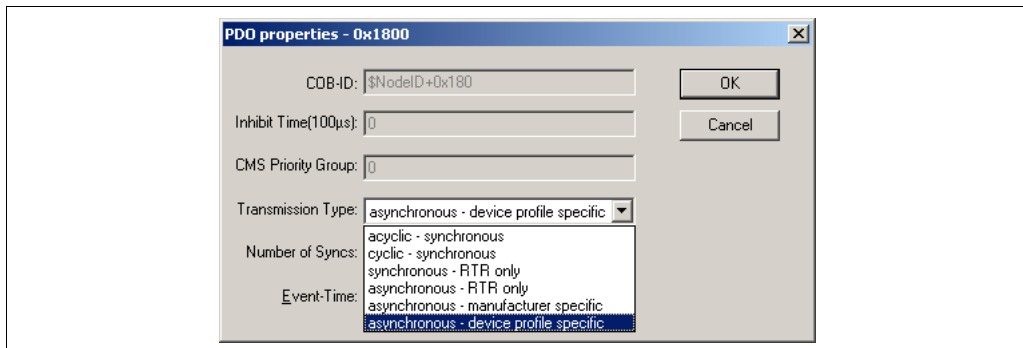 PDO properties - 0x1800
COB-ID: $NodeID+0x180
OK
Inhibit Time(100µs): 0
Cancel
CMS Priority Group: 0
Transmission Type: asynchronous - device profile specific
acyclic - synchronous
Number of Syncs: cyclic - synchronous
synchronous - RTR only
Event-Time: asynchronous - RTR only
asynchronous - manufacturer specific
asynchronous - device profile specific